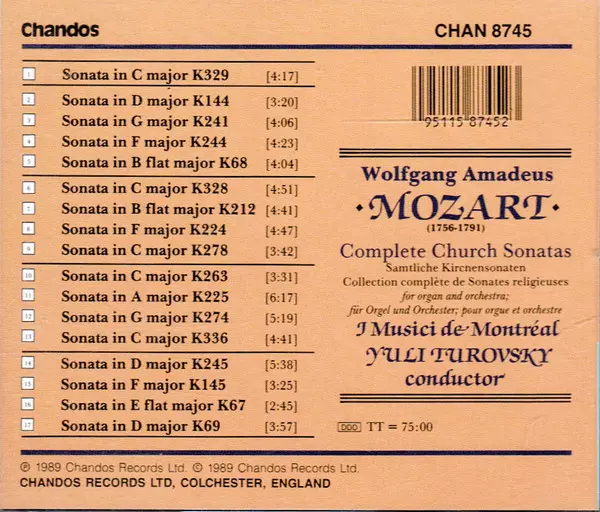 Chandos
CHAN 8745
1 Sonata in C major K329 [4:17]
2 Sonata in D major K144 [3:20]
3 Sonata in G major K241 [4:06]
4 Sonata in F major K244 [4:23]
5 Sonata in B flat major K68 [4:04]
6 Sonata in C major K328 [4:51]
7 Sonata in B flat major K212 [4:41]
8 Sonata in F major K224 [4:47]
9 Sonata in C major K278 [3:42]
10 Sonata in C major K263 [3:31]
11 Sonata in A major K225 [6:17]
12 Sonata in G major K274 [5:19]
13 Sonata in C major K336 [4:41]
14 Sonata in D major K245 [5:38]
15 Sonata in F major K145 [3:25]
16 Sonata in E flat major K67 [2:45]
17 Sonata in D major K69 [3:57]
95115 87452
Wolfgang Amadeus
·MOZART·
(1756-1791)
Complete Church Sonatas
Samtliche Kircnensonaten
Collection complète de Sonates religieuses
for organ and orchestra;
für Orgel und Orchester; pour orgue et orchestre
I Musici de Montréal
YULI TUROVSKY
conductor
DDD TT = 75:00
℗ 1989 Chandos Records Ltd. © 1989 Chandos Records Ltd.
CHANDOS RECORDS LTD, COLCHESTER, ENGLAND